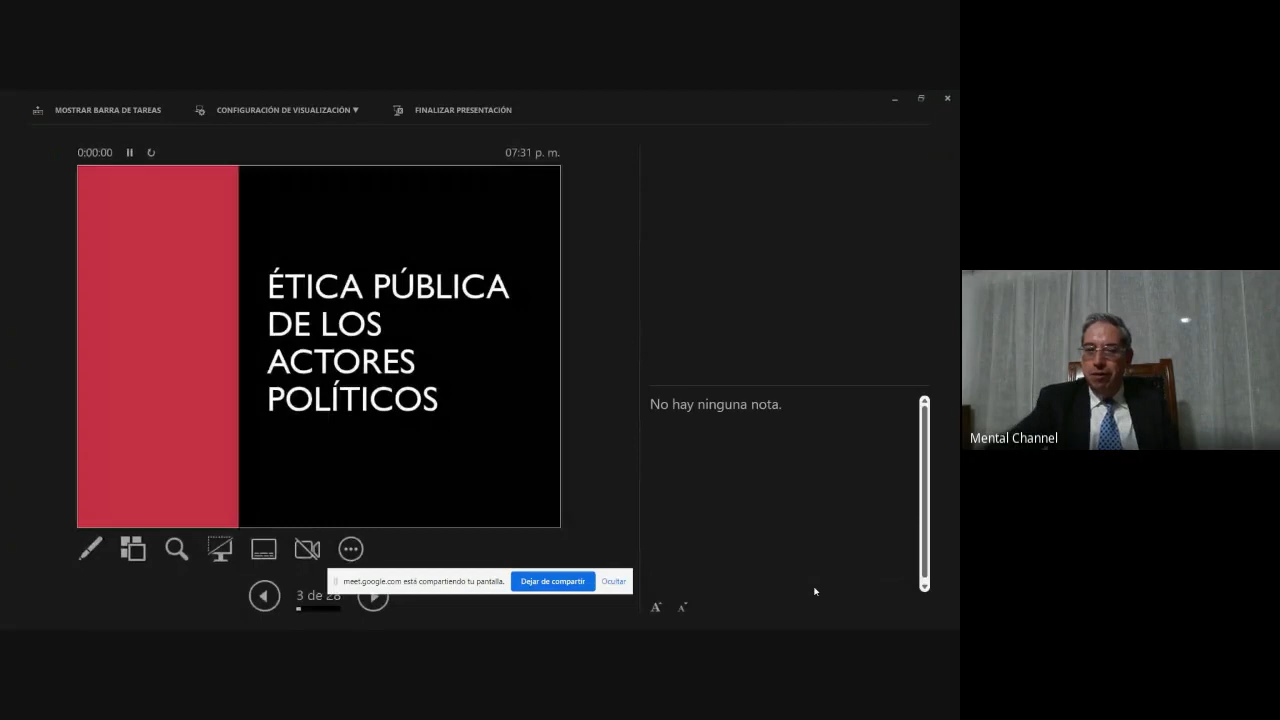 MOSTRAR BARRA DE TAREAS
CONFIGURACIÓN DE VISUALIZACIÓN ▼
FINALIZAR PRESENTACIÓN
0:00:00
07:31 p. m.
ÉTICA PÚBLICA
DE LOS
ACTORES
POLÍTICOS
No hay ninguna nota.
Mental Channel
meet.google.com está compartiendo tu pantalla.
Dejar de compartir
Ocultar
3 de 28
A
A